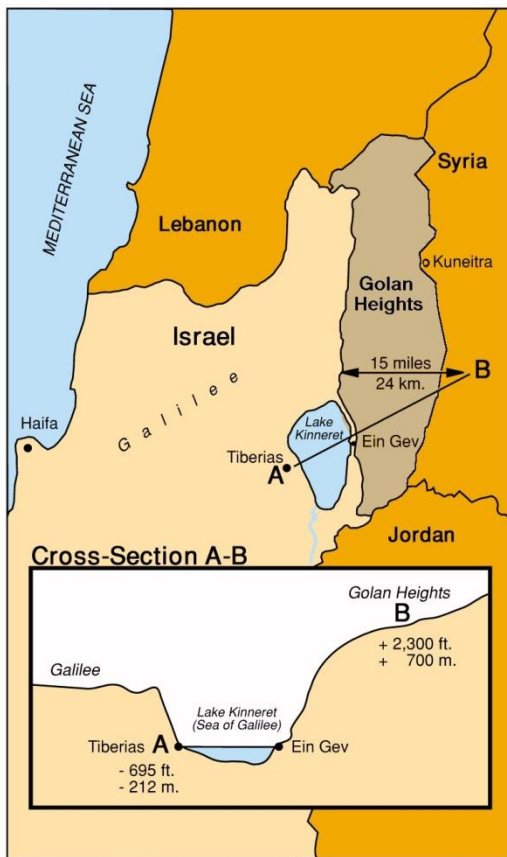 MEDITERRANEAN SEA
Lebanon
Syria
Kuneitra
Golan
Heights
Israel
15 miles
24 km.
B
Galilee
Haifa
Lake
Kinneret
Ein Gev
Tiberias
A
Jordan
Cross-Section A-B
Golan Heights
B
+ 2,300 ft.
+ 700 m.
Galilee
Lake Kinneret
(Sea of Galilee)
Tiberias A
Ein Gev
- 695 ft.
- 212 m.